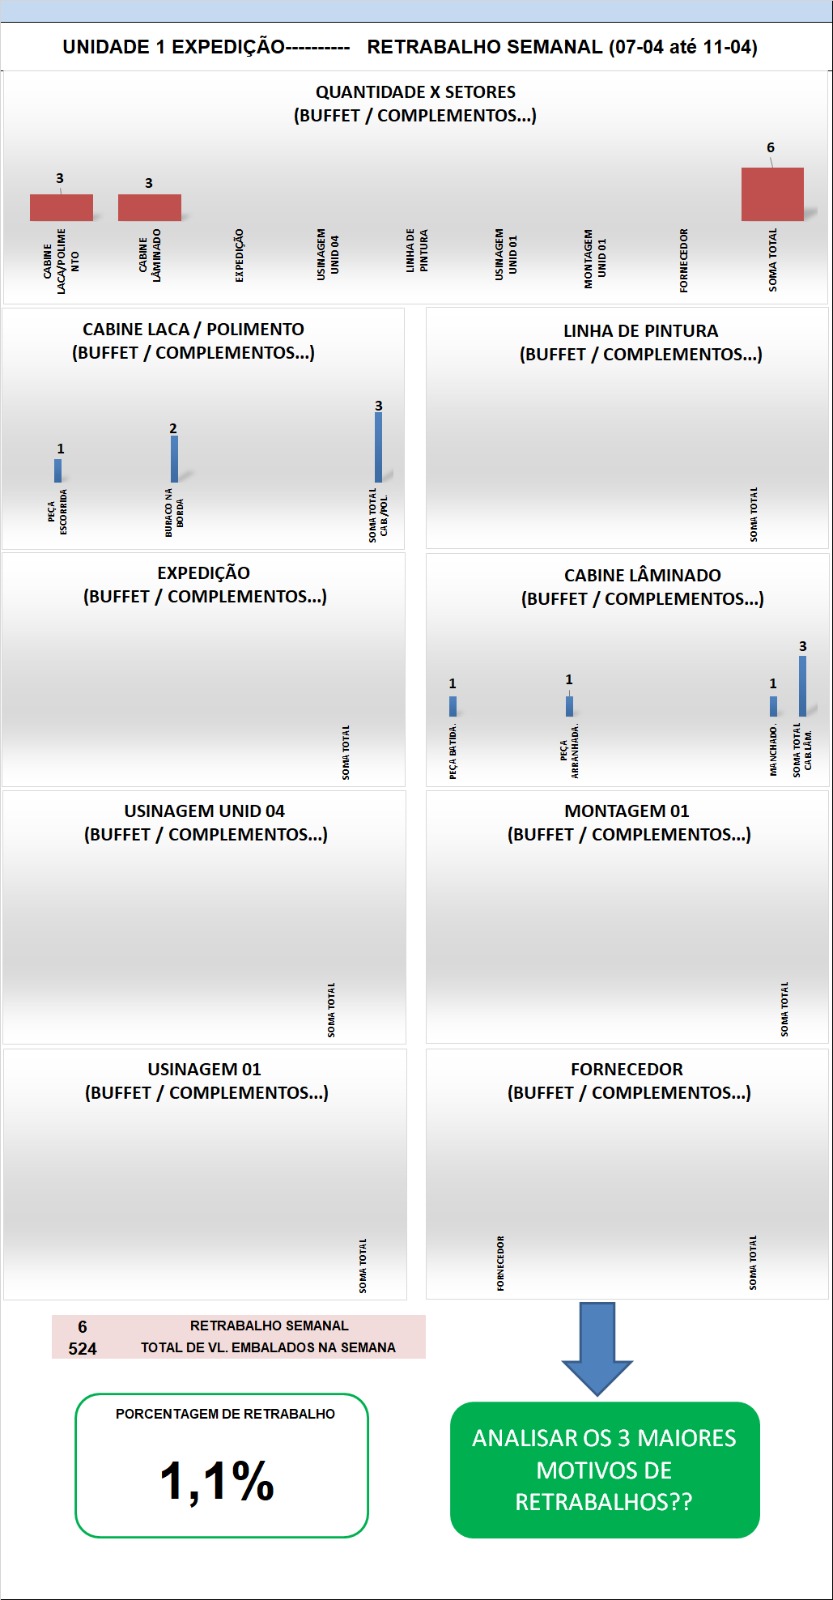 UNIDADE 1 EXPEDIÇÃO---------- RETRABALHO SEMANAL (07-04 até 11-04)
QUANTIDADE X SETORES
(BUFFET / COMPLEMENTOS...)
3
3
6
CABINE
LACA/POLIME
NTO
CABINE
LÂMINADO
EXPEDIÇÃO
USINAGEM
UNID 04
LINHA DE
PINTURA
USINAGEM
UNID 01
MONTAGEM
UNID 01
FORNECEDOR
SOMA TOTAL
CABINE LACA / POLIMENTO
(BUFFET / COMPLEMENTOS...)
1
2
3
PEÇA
ESCORRIDA
BURACO NA
BORDA
SOMA TOTAL
CAB./POL.
LINHA DE PINTURA
(BUFFET / COMPLEMENTOS...)
SOMA TOTAL
EXPEDIÇÃO
(BUFFET / COMPLEMENTOS...)
SOMA TOTAL
CABINE LÂMINADO
(BUFFET / COMPLEMENTOS...)
1
1
1
3
PEÇA BATIDA.
PEÇA
ARRANHADA.
MANCHADO.
SOMA TOTAL
CAB.LÂM.
USINAGEM UNID 04
(BUFFET / COMPLEMENTOS...)
SOMA TOTAL
MONTAGEM 01
(BUFFET / COMPLEMENTOS...)
SOMA TOTAL
USINAGEM 01
(BUFFET / COMPLEMENTOS...)
SOMA TOTAL
FORNECEDOR
(BUFFET / COMPLEMENTOS...)
FORNECEDOR
SOMA TOTAL
6 RETRABALHO SEMANAL
524 TOTAL DE VL. EMBALADOS NA SEMANA
PORCENTAGEM DE RETRABALHO
1,1%
ANALISAR OS 3 MAIORES
MOTIVOS DE
RETRABALHOS??